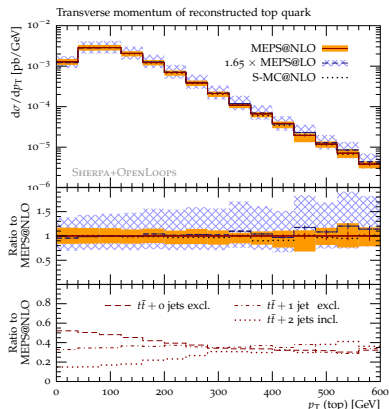 Transverse momentum of reconstructed top quark
MEPS@NLO
1.65 × MEPS@LO
S-MC@NLO
SHERPA+OPENLOOPS
dσ/dpT [pb/GeV]
10−2
10−3
10−4
10−5
10−6
Ratio to
MEPS@NLO
1.5
1
0.5
tt̄ + 0 jets excl.
tt̄ + 1 jet excl.
tt̄ + 2 jets incl.
Ratio to
MEPS@NLO
0.8
0.6
0.4
0.2
0
0 100 200 300 400 500 600
pT (top) [GeV]